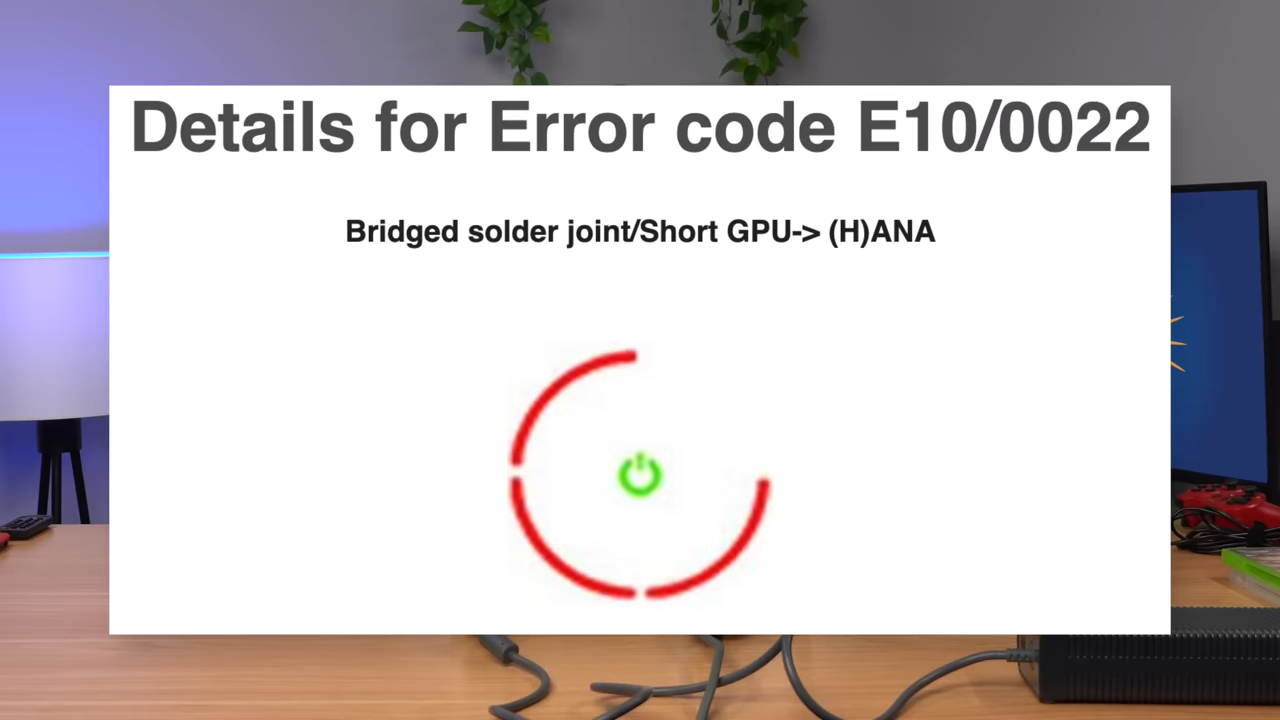 Details for Error code E10/0022
Bridged solder joint/Short GPU-> (H)ANA